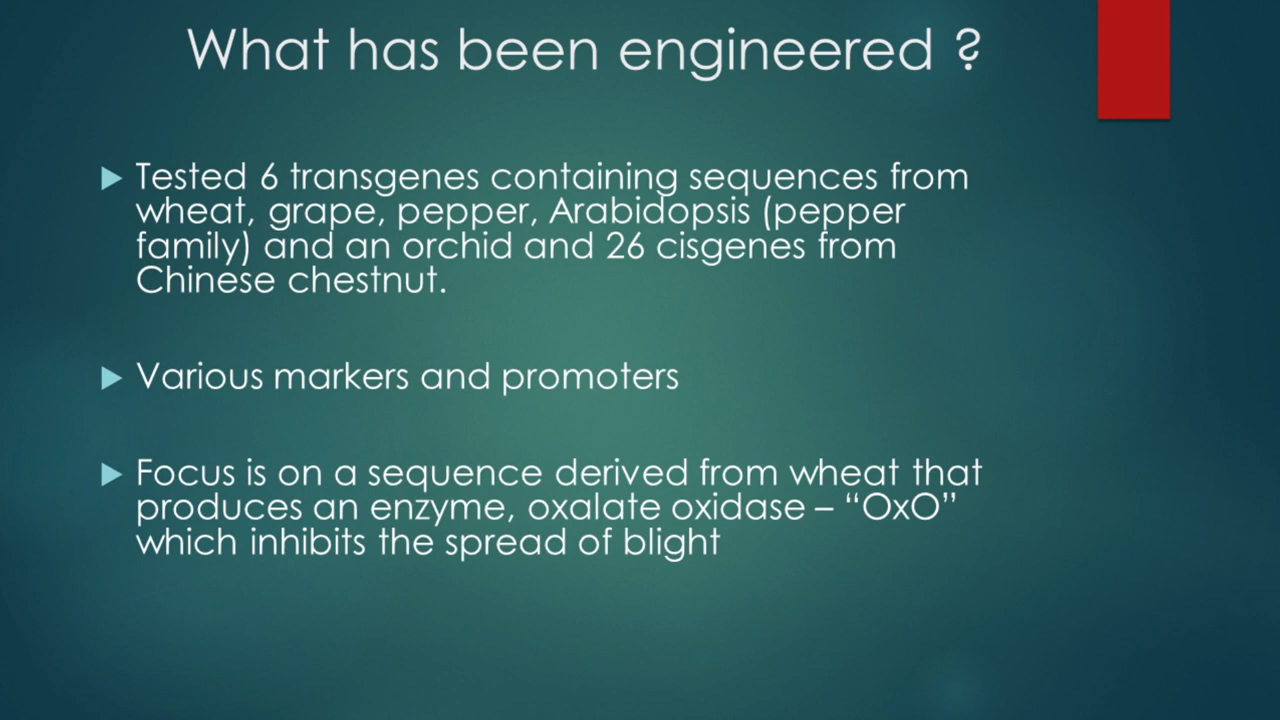 What has been engineered ?
Tested 6 transgenes containing sequences from
wheat, grape, pepper, Arabidopsis (pepper
family) and an orchid and 26 cisgenes from
Chinese chestnut.
Various markers and promoters
Focus is on a sequence derived from wheat that
produces an enzyme, oxalate oxidase – “OxO”
which inhibits the spread of blight